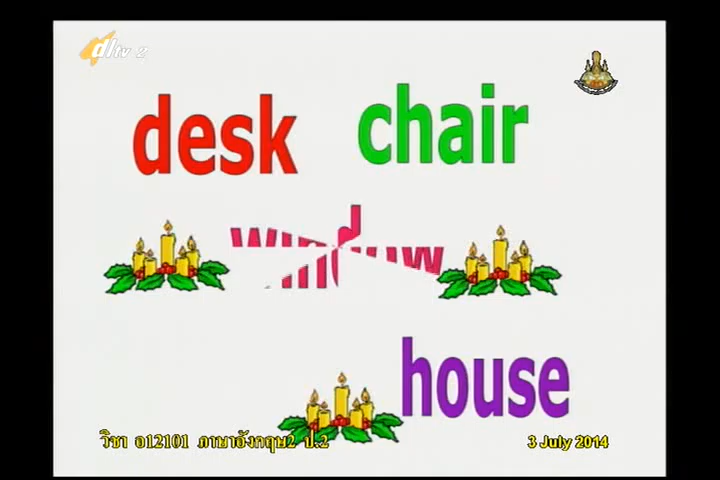 dltv 2
desk chair
window
house
วิชา อ12101 ภาษาอังกฤษ2 ป.2
3 July 2014